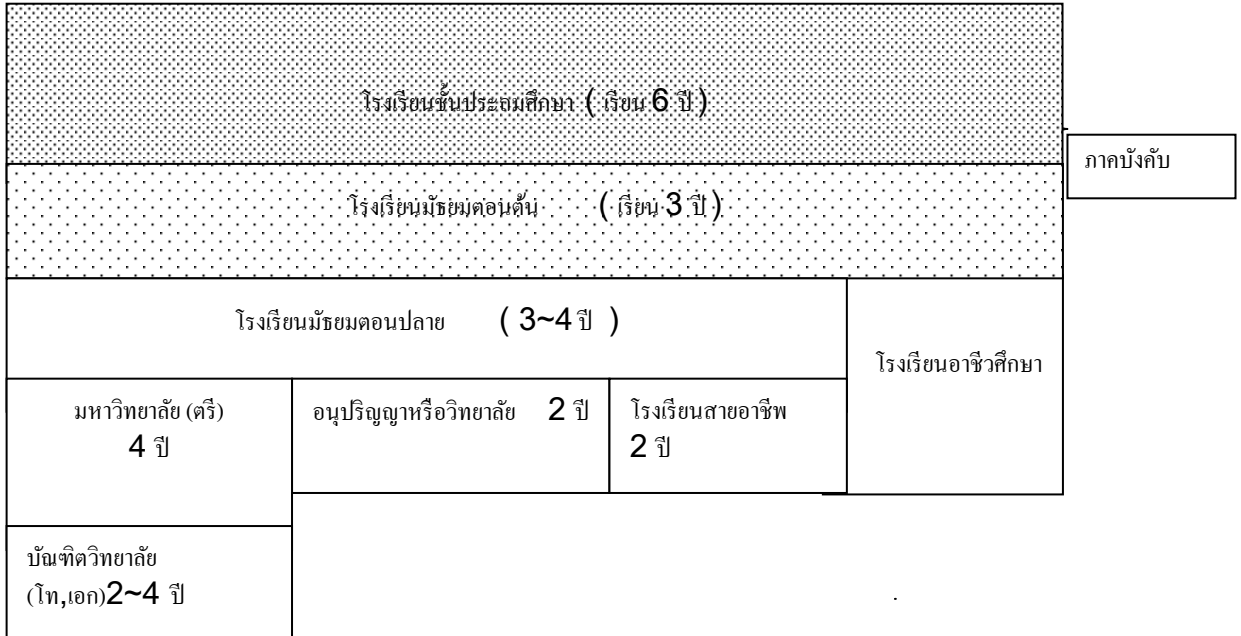 โรงเรียนชั้นประถมศึกษา ( เรียน 6 ปี )
ภาคบังคับ
โรงเรียนมัธยมตอนต้น ( เรียน 3 ปี )
โรงเรียนมัธยมตอนปลาย ( 3~4 ปี )
โรงเรียนอาชีวศึกษา
มหาวิทยาลัย (ตรี)
4 ปี
อนุปริญญาหรือวิทยาลัย 2 ปี
โรงเรียนสายอาชีพ
2 ปี
บัณฑิตวิทยาลัย
(โท,เอก)2~4 ปี